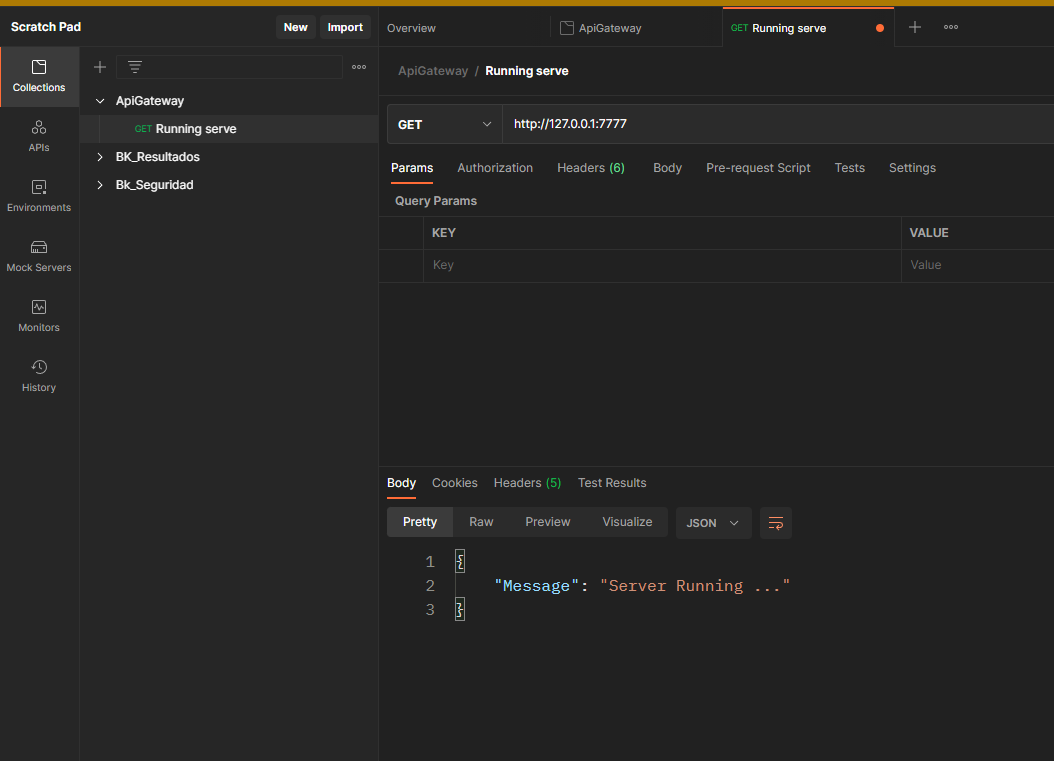 Scratch Pad
New
Import
Overview
ApiGateway
GET Running serve
Collections
APIs
Environments
Mock Servers
Monitors
History
ApiGateway
GET Running serve
BK_Resultados
Bk_Seguridad
ApiGateway / Running serve
GET
http://127.0.0.1:7777
Params
Authorization
Headers (6)
Body
Pre-request Script
Tests
Settings
Query Params
KEY
VALUE
Key
Value
Body
Cookies
Headers (5)
Test Results
Pretty
Raw
Preview
Visualize
JSON
1 {
2 "Message": "Server Running ..."
3 }